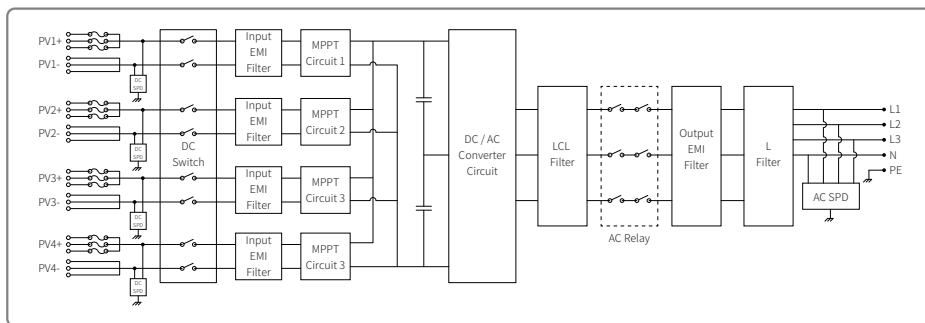 PV1+
PV1-
DC
SPD
PV2+
PV2-
DC
SPD
PV3+
PV3-
DC
SPD
PV4+
PV4-
DC
SPD
DC
Switch
Input
EMI
Filter
Input
EMI
Filter
Input
EMI
Filter
Input
EMI
Filter
MPPT
Circuit 1
MPPT
Circuit 2
MPPT
Circuit 3
MPPT
Circuit 3
DC / AC
Converter
Circuit
LCL
Filter
AC Relay
Output
EMI
Filter
L
Filter
AC SPD
L1
L2
L3
N
PE